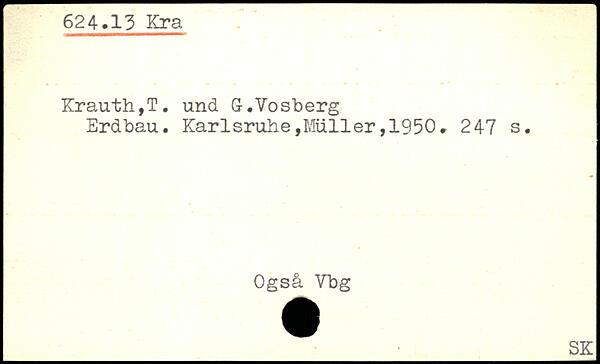 624.13 Kra
Krauth,T. und G.Vosberg
Erdbau. Karlsruhe,Müller,1950. 247 s.
Også Vbg
SK